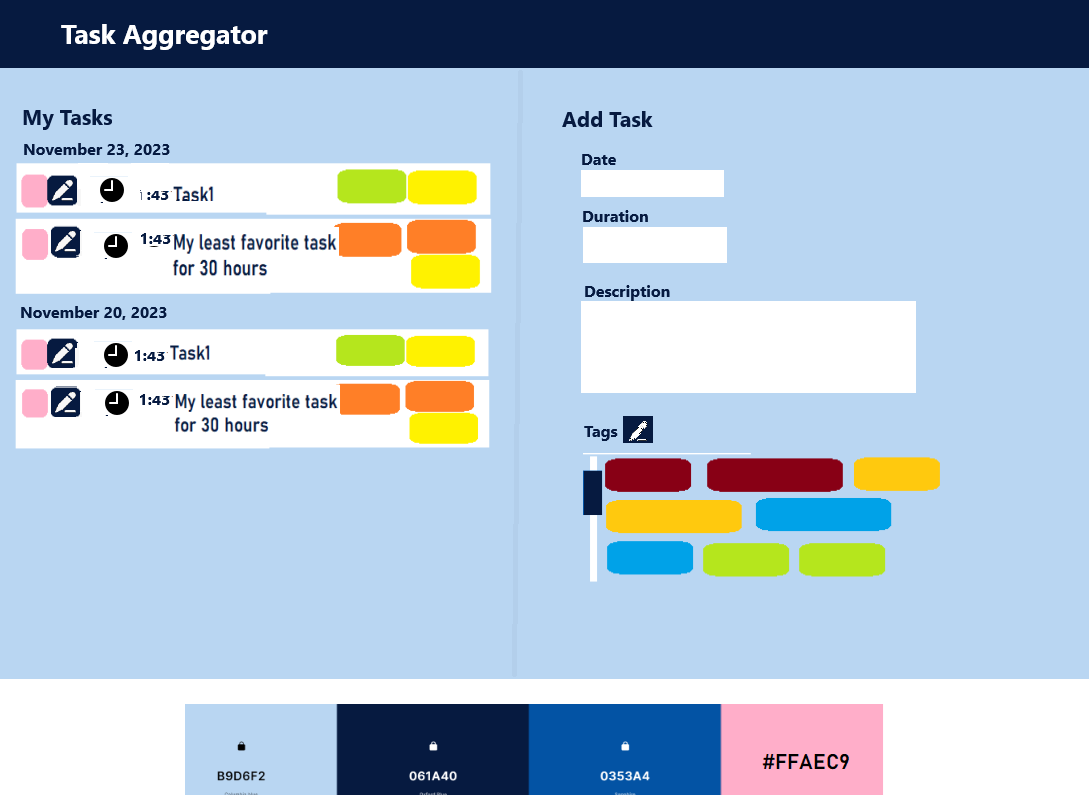 Task Aggregator
My Tasks
November 23, 2023
1:43 Task1
1:43 My least favorite task
for 30 hours
November 20, 2023
1:43 Task1
1:43 My least favorite task
for 30 hours
Add Task
Date
Duration
Description
Tags
B9D6F2
061A40
0353A4
#FFAEC9